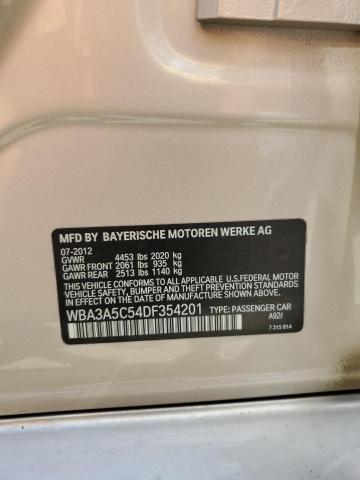 MFD BY BAYERISCHE MOTOREN WERKE AG
07-2012
GVWR 4453 lbs 2020 kg
GAWR FRONT 2061 lbs 935 kg
GAWR REAR 2513 lbs 1140 kg
THIS VEHICLE CONFORMS TO ALL APPLICABLE U.S.FEDERAL MOTOR
VEHICLE SAFETY, BUMPER, AND THEFT PREVENTION STANDARDS
IN EFFECT ON THE DATE OF MANUFACTURE SHOWN ABOVE.
WBA3A5C54DF354201 TYPE: PASSENGER CAR
A92/
7 315 814